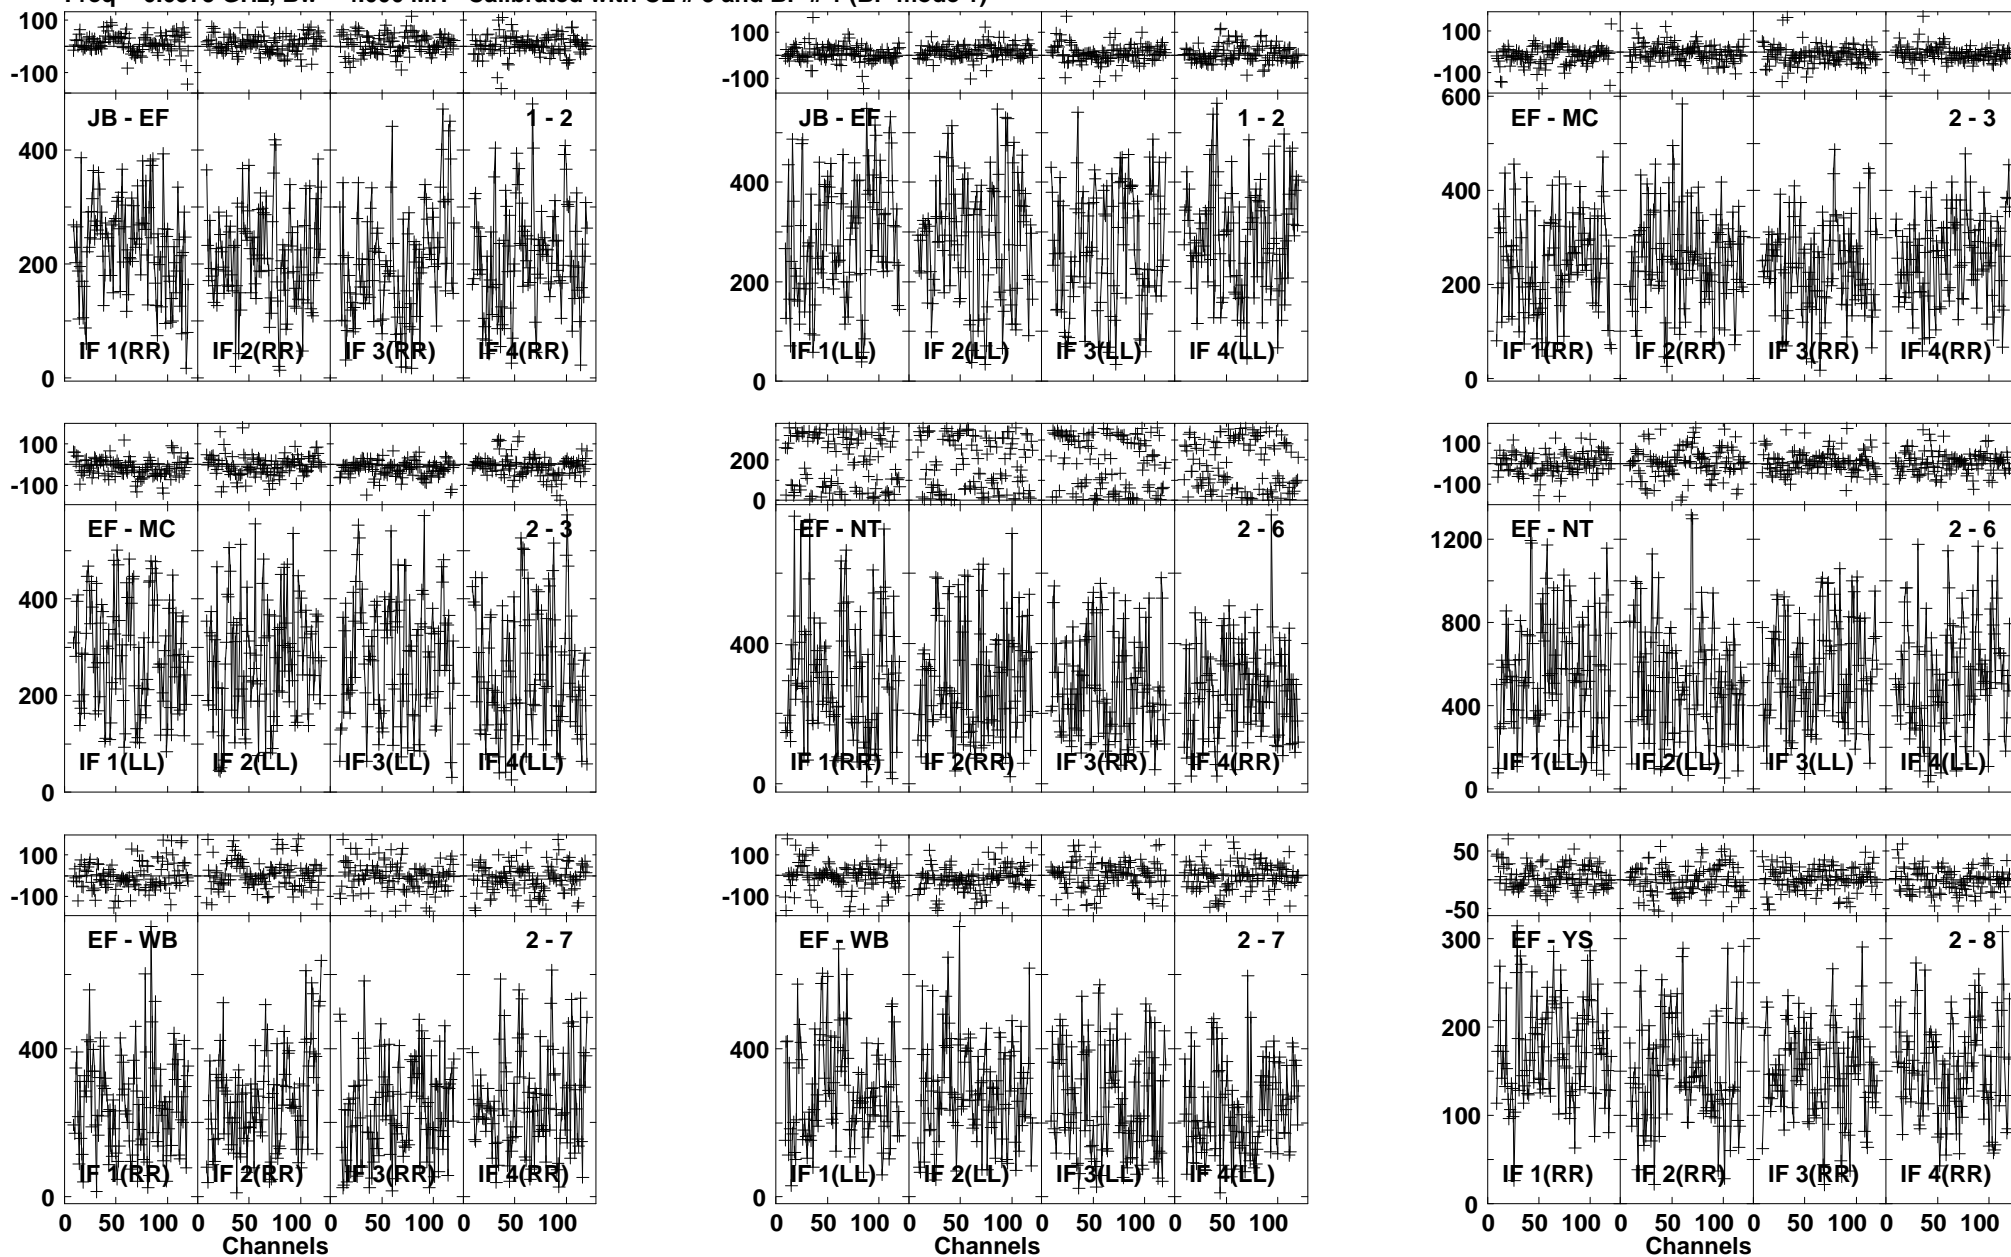 Calibrated with
100
-100
JB - EF
1 - 2
400
200
0
IF 1(RR)
IF 2(RR)
IF 3(RR)
IF 4(RR)
100
-100
JB - EF
1 - 2
400
200
0
IF 1(LL)
IF 2(LL)
IF 3(LL)
IF 4(LL)
100
-100
600
EF - MC
2 - 3
400
200
0
IF 1(RR)
IF 2(RR)
IF 3(RR)
IF 4(RR)
100
-100
EF - MC
2 - 3
400
200
0
IF 1(LL)
IF 2(LL)
IF 3(LL)
IF 4(LL)
200
0
EF - NT
2 - 6
400
0
IF 1(RR)
IF 2(RR)
IF 3(RR)
IF 4(RR)
100
-100
EF - NT
2 - 6
1200
800
400
0
IF 1(LL)
IF 2(LL)
IF 3(LL)
IF 4(LL)
100
-100
EF - WB
2 - 7
400
0
IF 1(RR)
IF 2(RR)
IF 3(RR)
IF 4(RR)
0 50 100 0 50 100 0 50 100 0 50 100
Channels
100
-100
EF - WB
2 - 7
400
0
IF 1(LL)
IF 2(LL)
IF 3(LL)
IF 4(LL)
0 50 100 0 50 100 0 50 100 0 50 100
Channels
50
-50
EF - YS
2 - 8
300
200
100
0
IF 1(RR)
IF 2(RR)
IF 3(RR)
IF 4(RR)
0 50 100 0 50 100 0 50 100 0 50 100
Channels